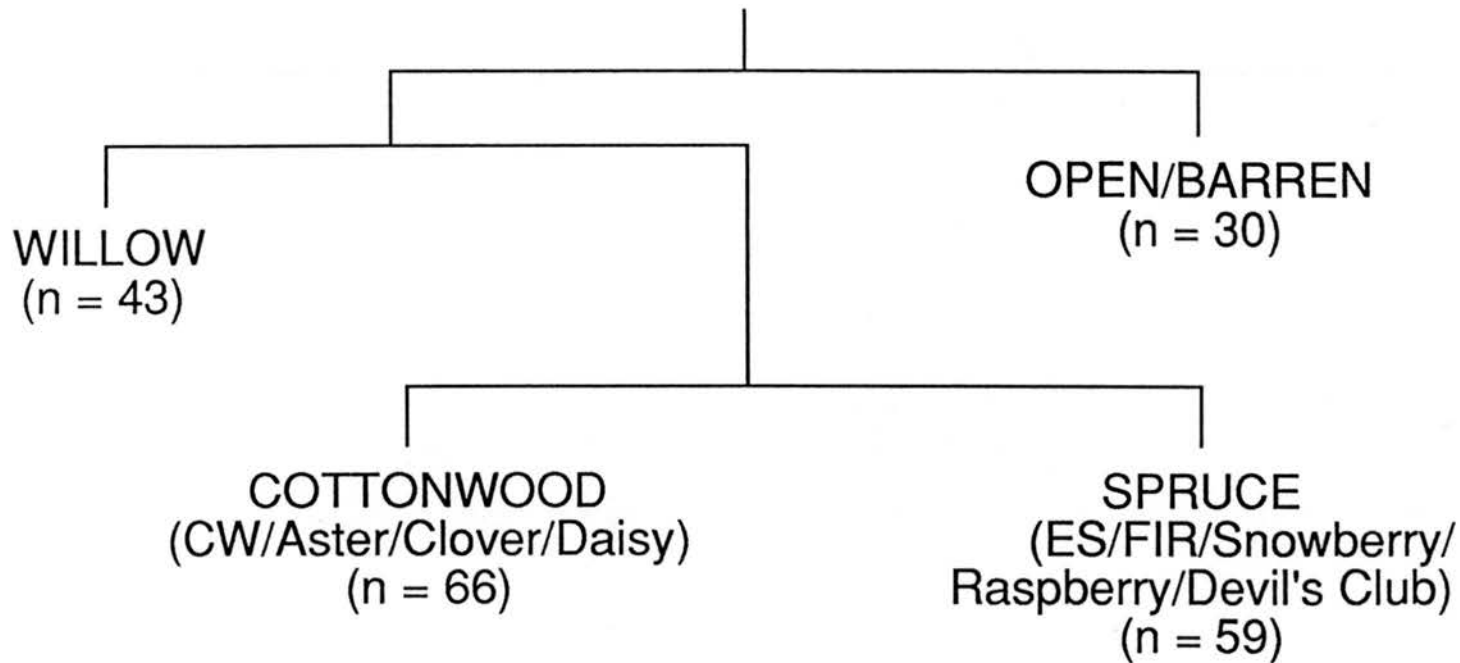 OPEN/BARREN
(n = 30)
WILLOW
(n = 43)
COTTONWOOD
(CW/Aster/Clover/Daisy)
(n = 66)
SPRUCE
(ES/FIR/Snowberry/
Raspberry/Devil's Club)
(n = 59)